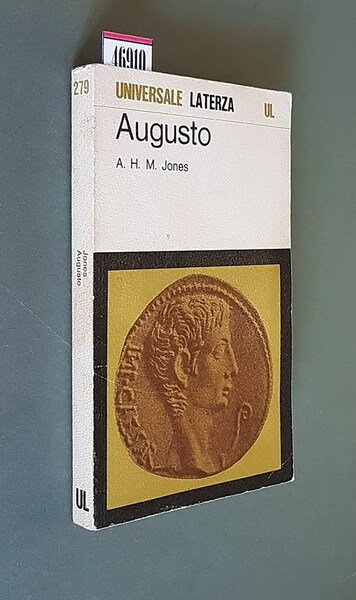 46910
279
UNIVERSALE LATERZA
UL
Augusto
A. H. M. Jones
Jones
Augusto
UL